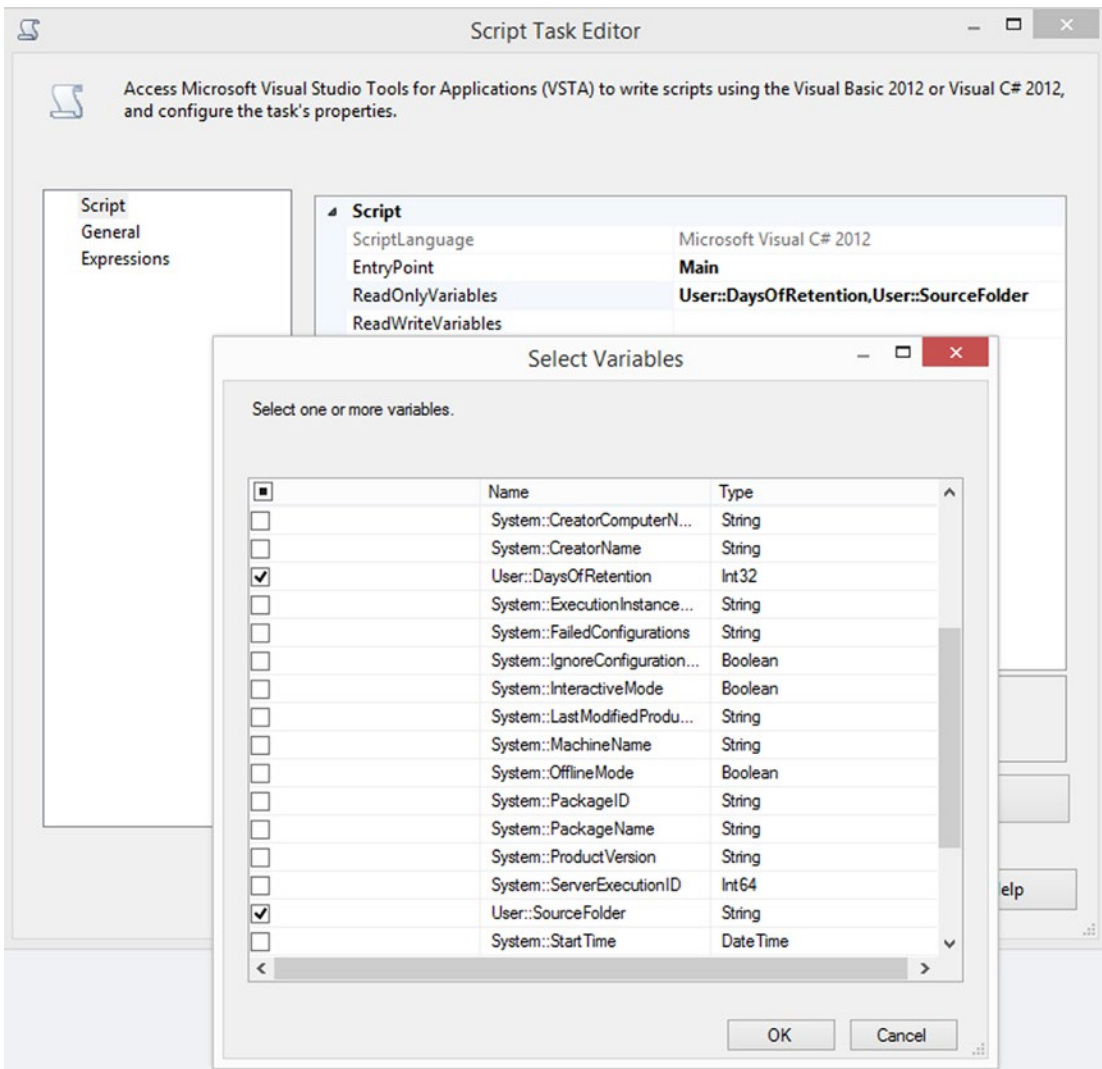 Script Task Editor
Access Microsoft Visual Studio Tools for Applications (VSTA) to write scripts using the Visual Basic 2012 or Visual C# 2012,
and configure the task's properties.
Script
General
Expressions
Script
ScriptLanguage Microsoft Visual C# 2012
EntryPoint Main
ReadOnlyVariables User::DaysOfRetention,User::SourceFolder
ReadWriteVariables
Select Variables
Select one or more variables.
Name Type
System::CreatorComputerN... String
System::CreatorName String
User::DaysOfRetention Int32
System::ExecutionInstance... String
System::FailedConfigurations String
System::IgnoreConfiguration... Boolean
System::InteractiveMode Boolean
System::LastModifiedProdu... String
System::MachineName String
System::OfflineMode Boolean
System::PackageID String
System::PackageName String
System::ProductVersion String
System::ServerExecutionID Int64
User::SourceFolder String
System::StartTime DateTime
elp
OK Cancel